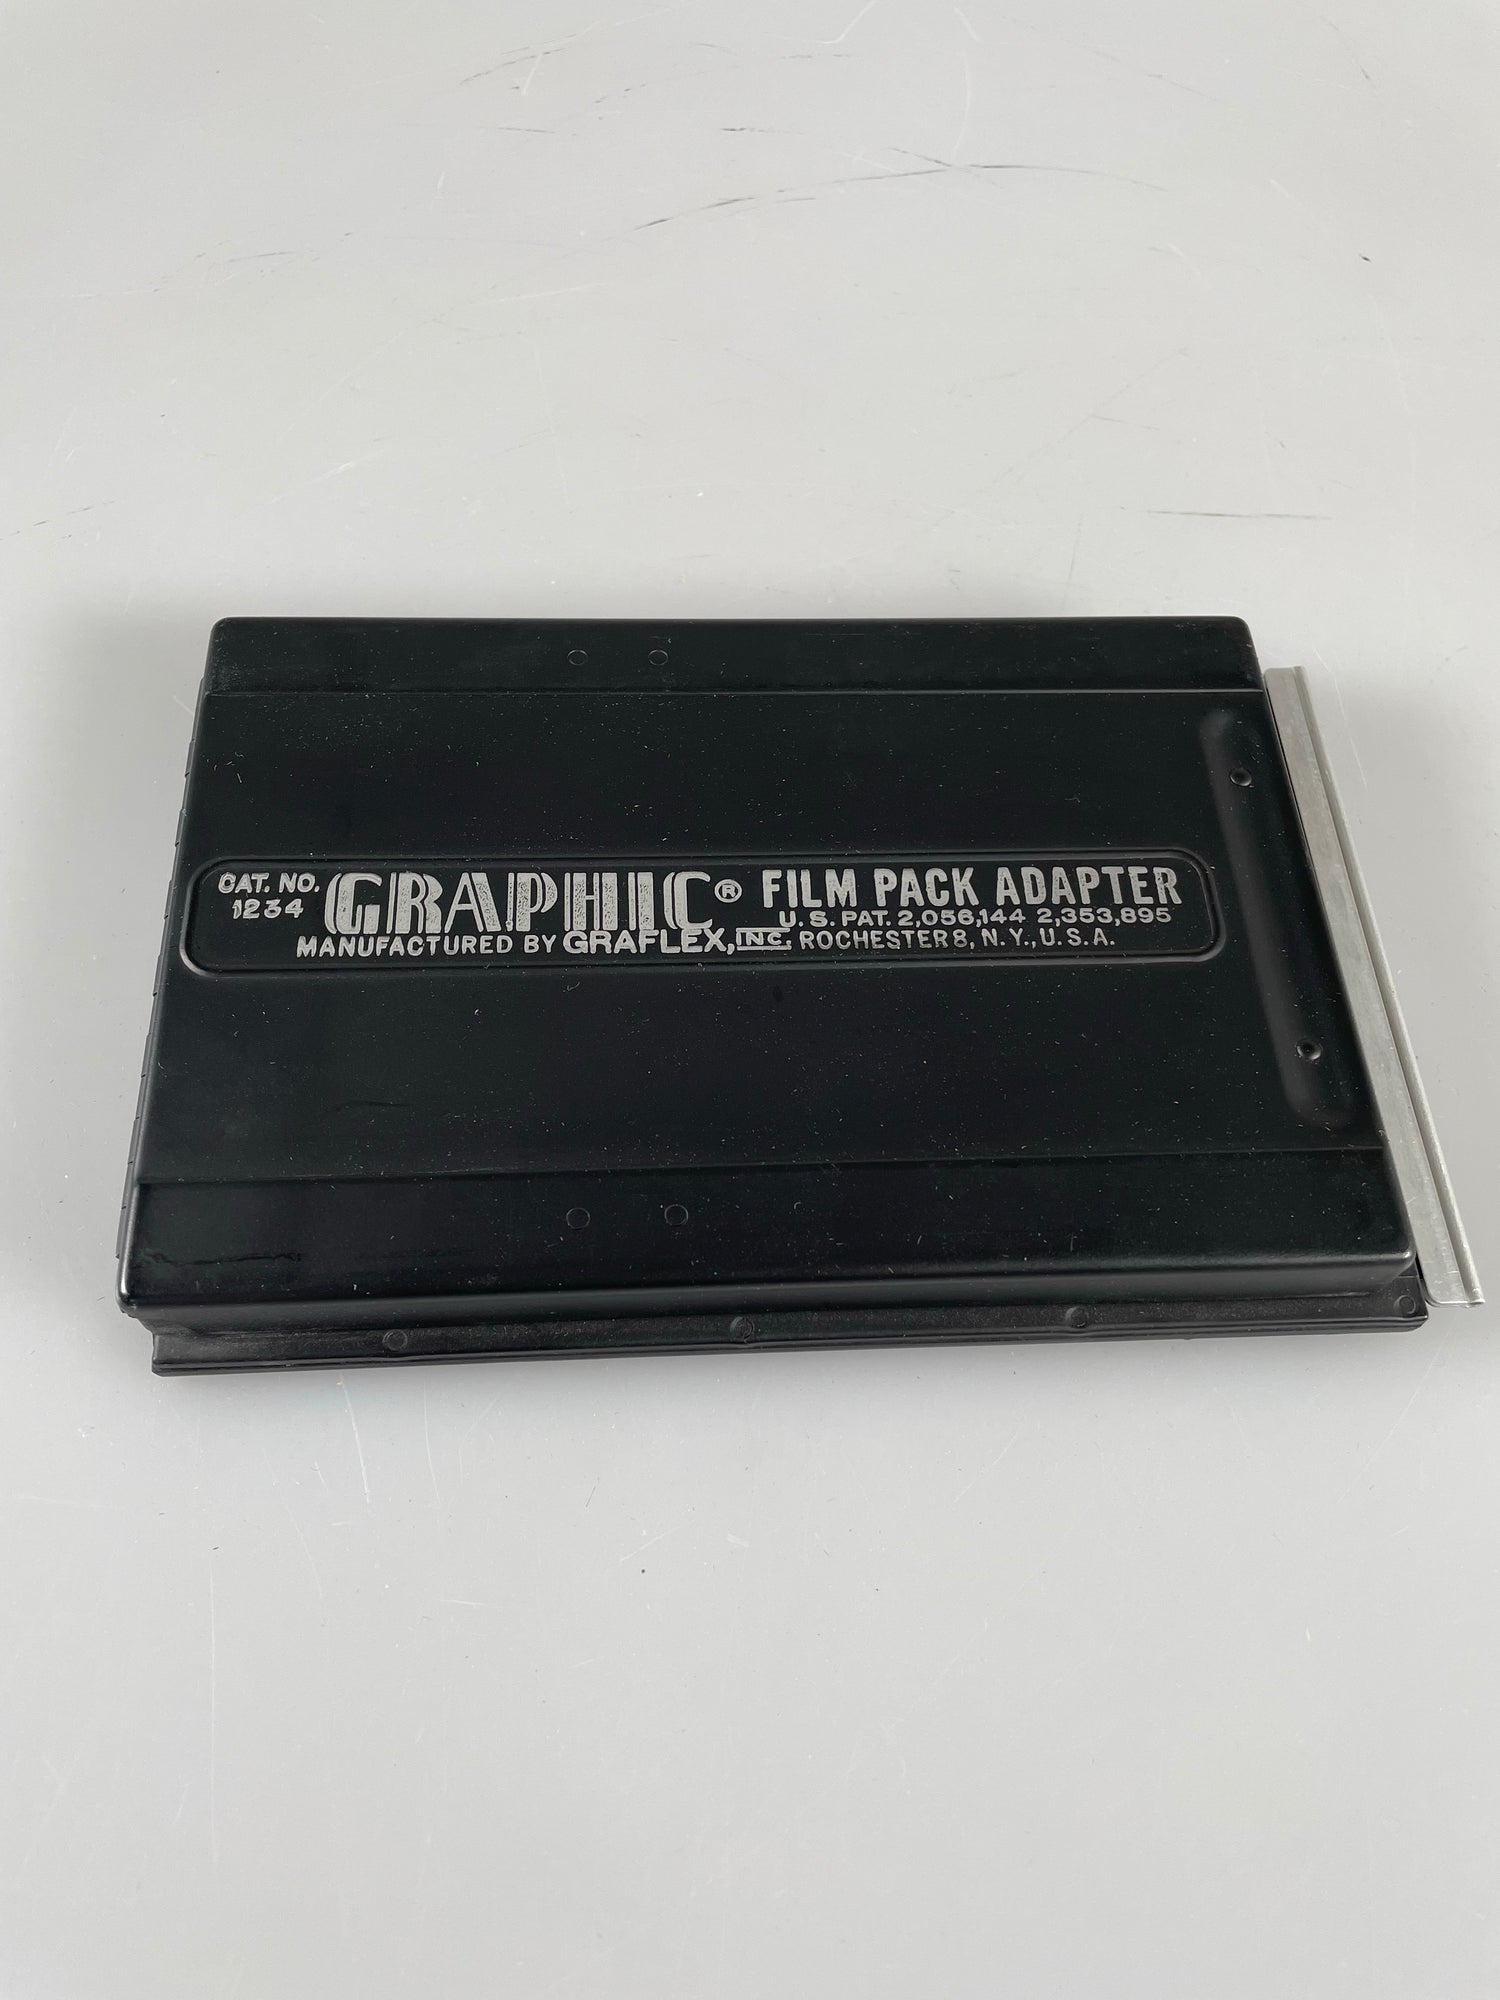 CAT. NO. GRAPHIC® FILM PACK ADAPTER
1234 U.S. PAT. 2,056,144 2,353,895
MANUFACTURED BY GRAFLEX, INC. ROCHESTER 8, N. Y., U. S. A.